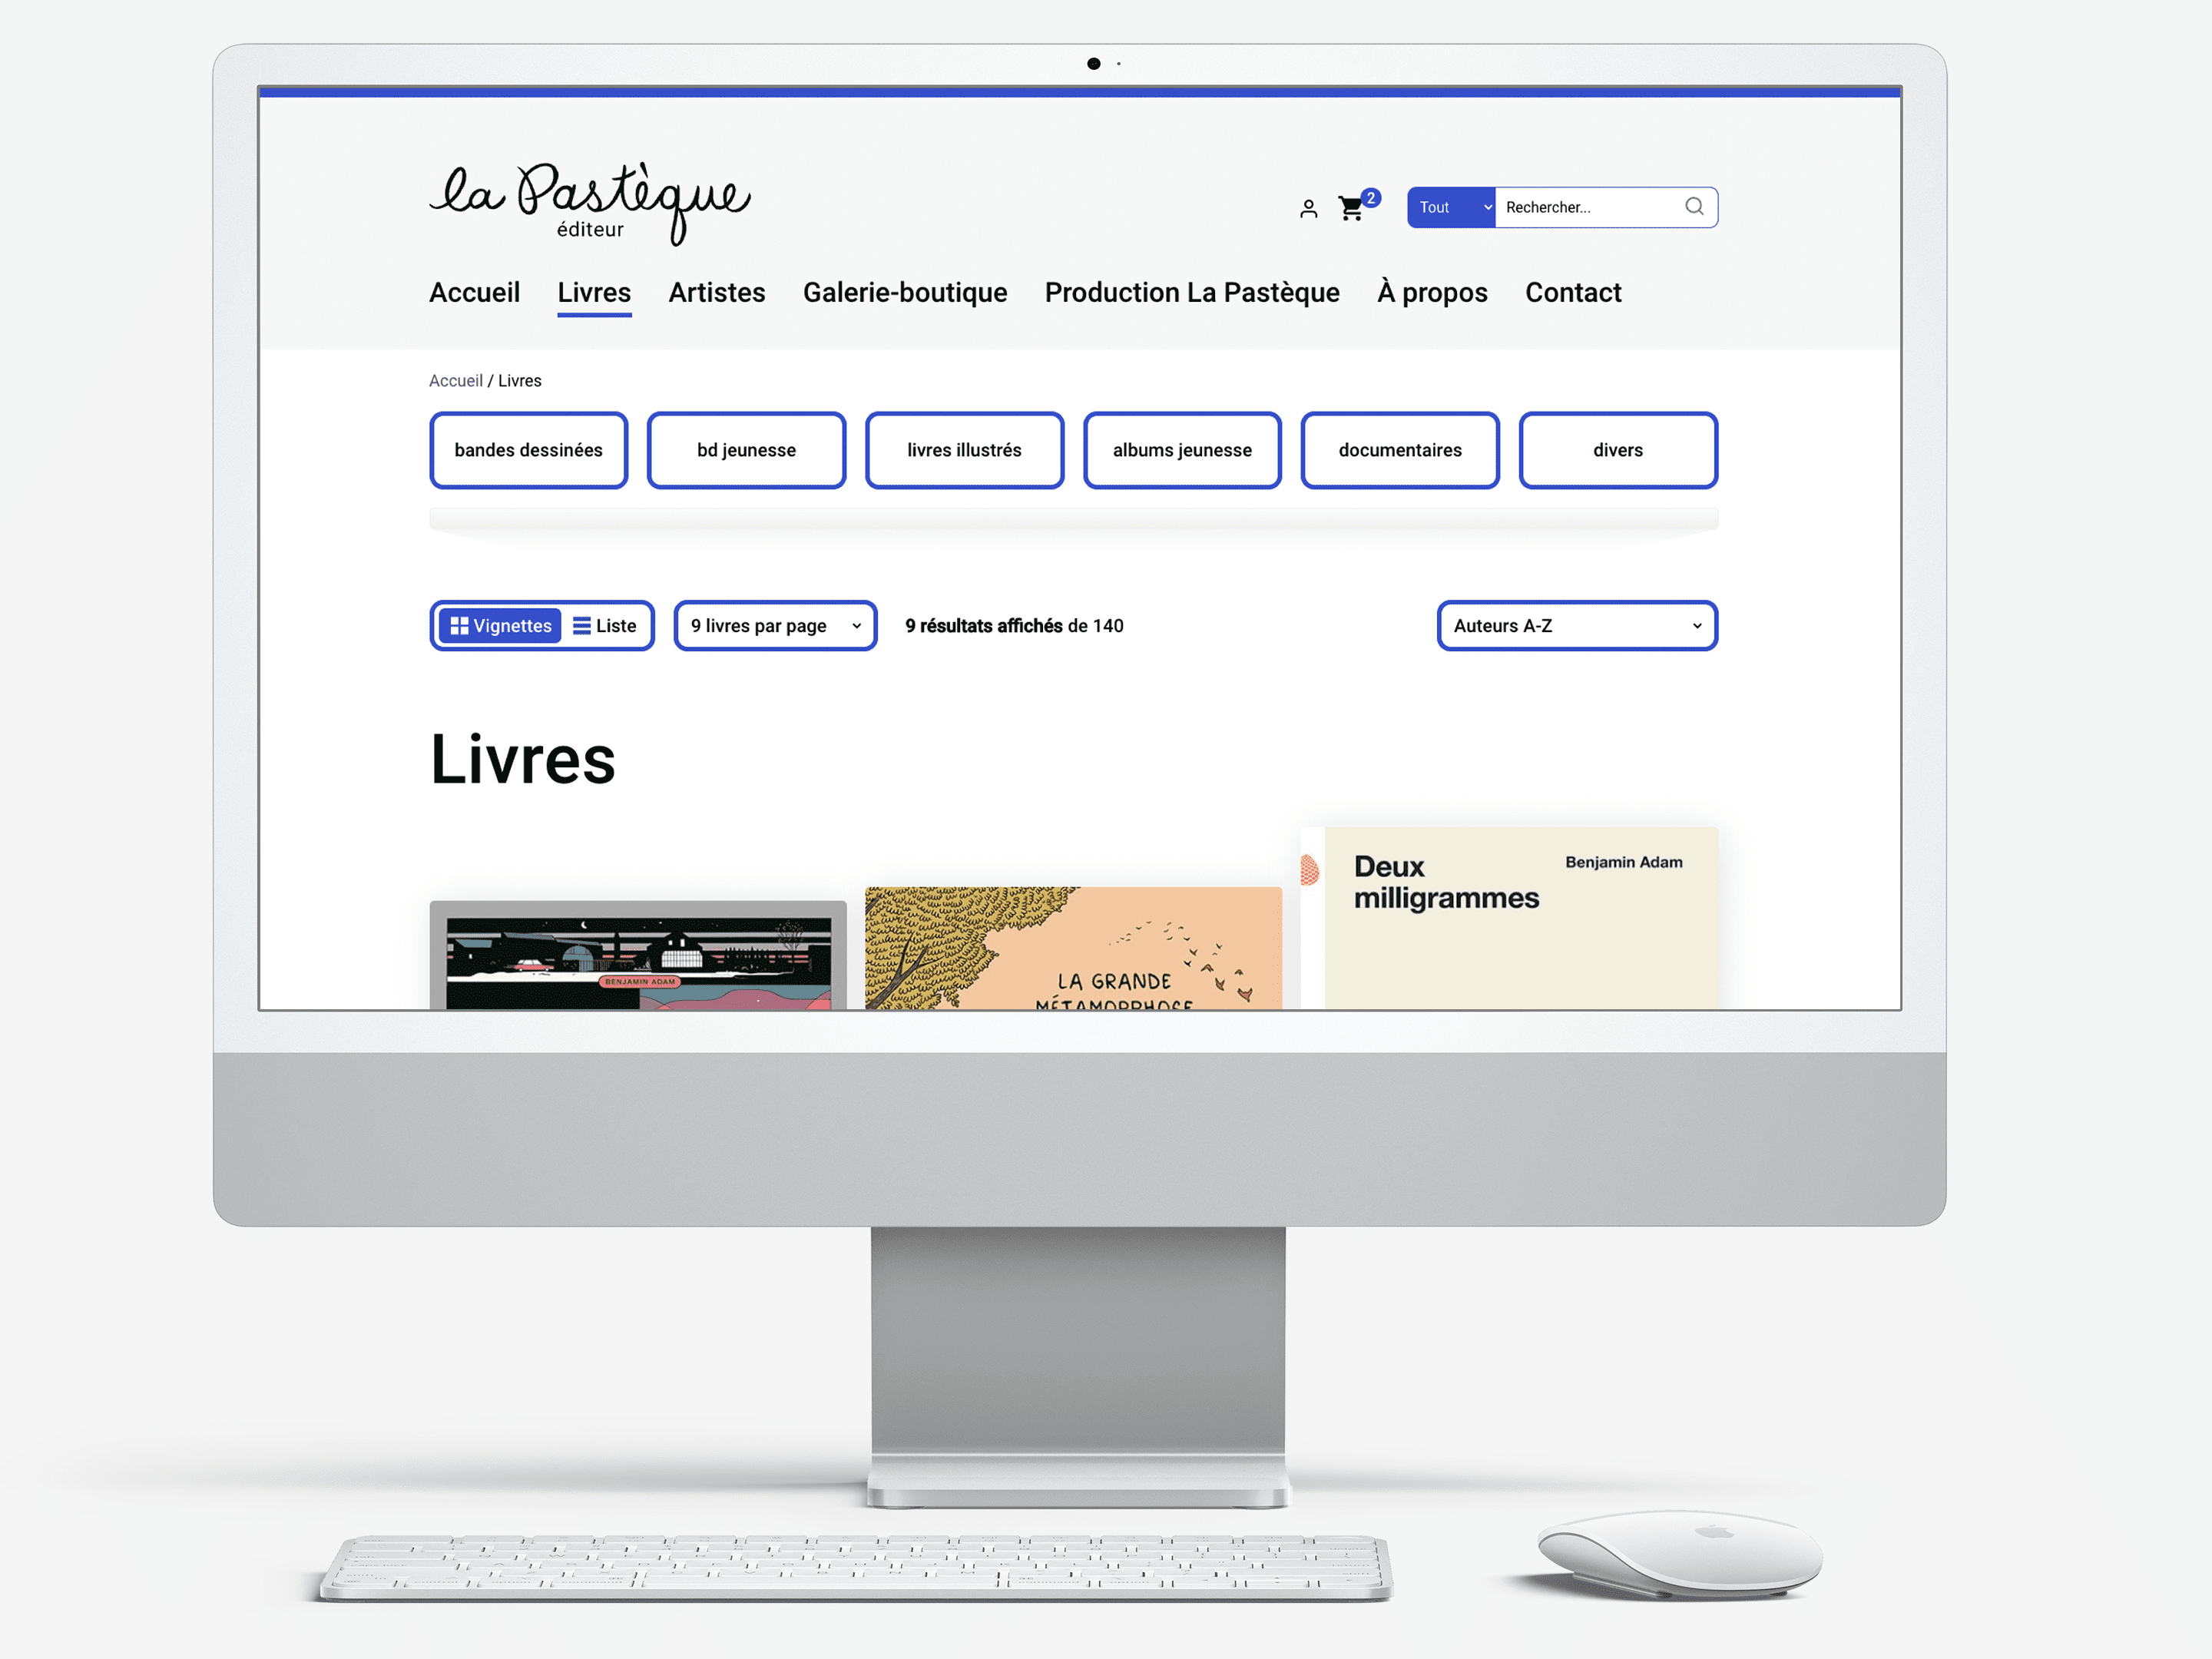 la Pastèque
éditeur
2
Tout
Rechercher...
Accueil Livres Artistes Galerie-boutique Production La Pastèque À propos Contact
Accueil / Livres
bandes dessinées bd jeunesse livres illustrés albums jeunesse documentaires divers
Vignettes Liste 9 livres par page 9 résultats affichés de 140 Auteurs A-Z
Livres
BENJAMIN ADAM
LA GRANDE
MÉTAMORPHOSE
Deux
milligrammes
Benjamin Adam